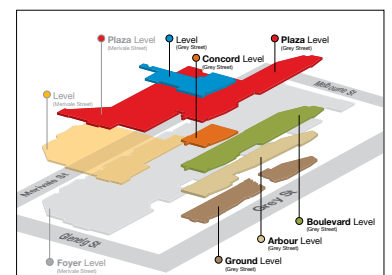 Plaza Level
(Merivale Street)
Level
(Grey Street)
Plaza Level
(Grey Street)
Concord Level
(Grey Street)
Level
(Merivale Street)
Melbourne St
Merivale St
Glenelg St
Grey St
Boulevard Level
(Grey Street)
Arbour Level
(Grey Street)
Ground Level
(Grey Street)
Foyer Level
(Merivale Street)